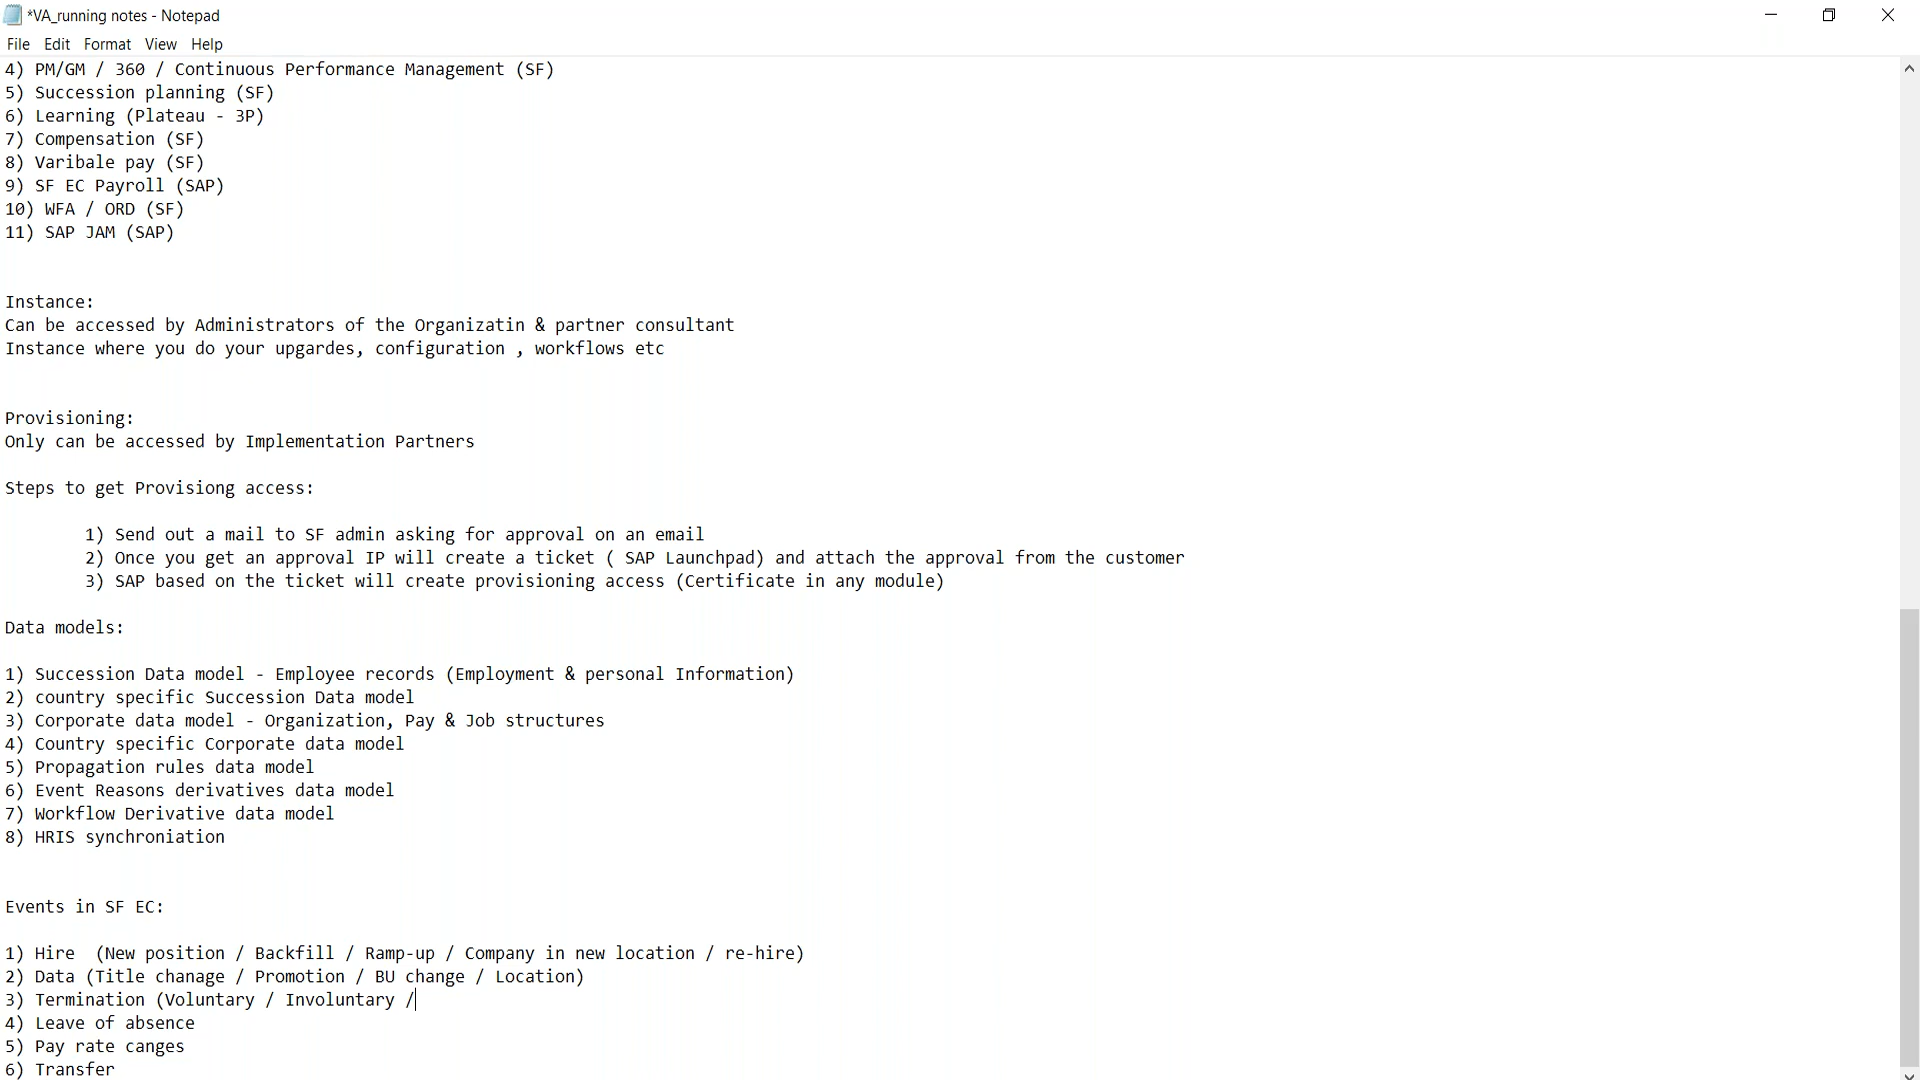 *VA_running notes - Notepad
File Edit Format View Help
4) PM/GM / 360 / Continuous Performance Management (SF)
5) Succession planning (SF)
6) Learning (Plateau - 3P)
7) Compensation (SF)
8) Varibale pay (SF)
9) SF EC Payroll (SAP)
10) WFA / ORD (SF)
11) SAP JAM (SAP)
Instance:
Can be accessed by Administrators of the Organizatin & partner consultant
Instance where you do your upgardes, configuration , workflows etc
Provisioning:
Only can be accessed by Implementation Partners
Steps to get Provisiong access:
1) Send out a mail to SF admin asking for approval on an email
2) Once you get an approval IP will create a ticket ( SAP Launchpad) and attach the approval from the customer
3) SAP based on the ticket will create provisioning access (Certificate in any module)
Data models:
1) Succession Data model - Employee records (Employment & personal Information)
2) country specific Succession Data model
3) Corporate data model - Organization, Pay & Job structures
4) Country specific Corporate data model
5) Propagation rules data model
6) Event Reasons derivatives data model
7) Workflow Derivative data model
8) HRIS synchroniation
Events in SF EC:
1) Hire  (New position / Backfill / Ramp-up / Company in new location / re-hire)
2) Data (Title chanage / Promotion / BU change / Location)
3) Termination (Voluntary / Involuntary /
4) Leave of absence
5) Pay rate canges
6) Transfer